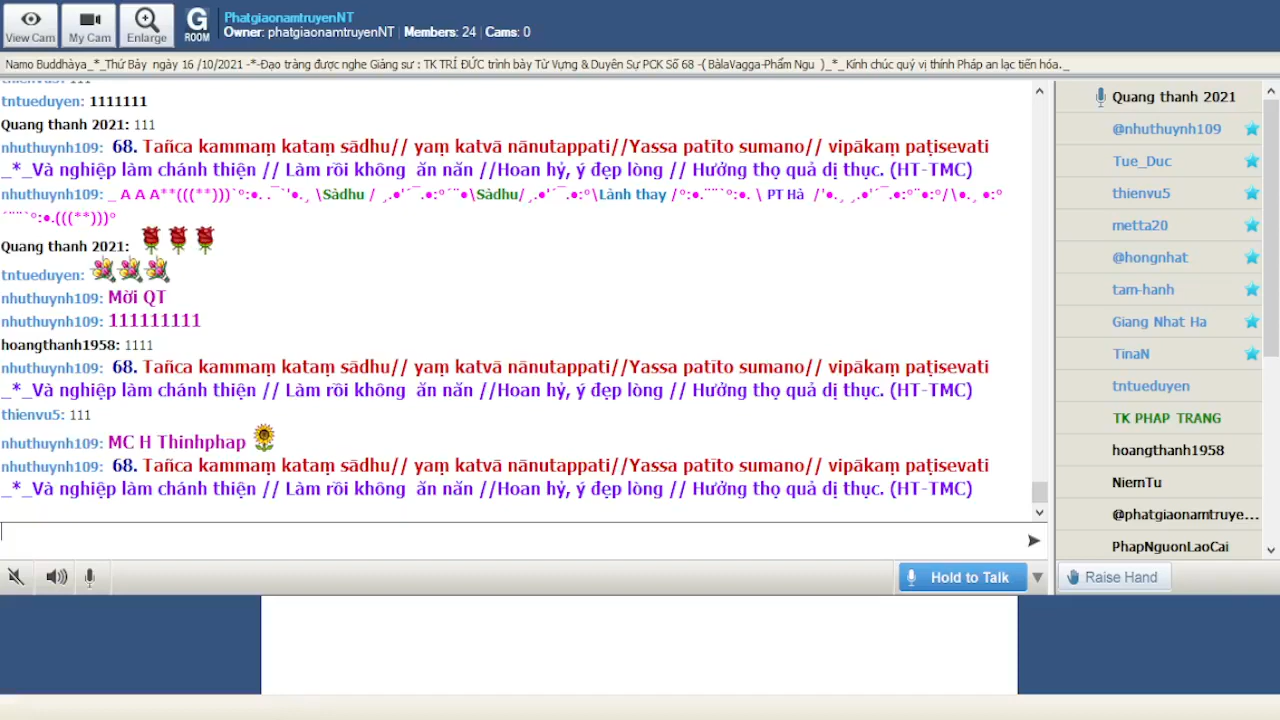 View Cam
My Cam
Enlarge
G
ROOM
PhatgiaonamtruyenNT
Owner: phatgiaonamtruyenNT | Members: 24 | Cams: 0
Namo Buddhàya_*_Thứ Bảy ngày 16 /10/2021 -*-Đạo tràng được nghe Giảng sư : TK TRÍ ĐỨC trình bày Từ Vựng & Duyên Sự PCK Số 68 -( BàlaVagga-Phẩm Ngu )_*_ Kính chúc quý vị thính Pháp an lạc tiến hóa._
tntueduyen: 1111111
Quang thanh 2021: 111
nhuthuynh109: 68. Tañca kammaṃ kataṃ sādhu// yaṃ katvā nānutappati//Yassa patīto sumano// vipākaṃ paṭisevati
_*_Và nghiệp làm chánh thiện // Làm rồi không ăn năn //Hoan hỷ, ý đẹp lòng // Hưởng thọ quả dị thục. (HT-TMC)
nhuthuynh109: _ A A A**(((**)))`°:•. .¯`'•.¸ \Sàdhu / ¸.•'´¯.•:°´¨•\Sàdhu/¸.•'´¯.•:°\Lành thay /°:•.¨¨`°:•. \ PT Hà /'•.¸ ¸.•'´¯.•:°¨•:°/\•.¸ •:°
´¨¨`°:•.(((**)))°
Quang thanh 2021:
tntueduyen:
nhuthuynh109: Mời QT
nhuthuynh109: 111111111
hoangthanh1958: 1111
nhuthuynh109: 68. Tañca kammaṃ kataṃ sādhu// yaṃ katvā nānutappati//Yassa patīto sumano// vipākaṃ paṭisevati
_*_Và nghiệp làm chánh thiện // Làm rồi không ăn năn //Hoan hỷ, ý đẹp lòng // Hưởng thọ quả dị thục. (HT-TMC)
thienvu5: 111
nhuthuynh109: MC H Thinhphap
nhuthuynh109: 68. Tañca kammaṃ kataṃ sādhu// yaṃ katvā nānutappati//Yassa patīto sumano// vipākaṃ paṭisevati
_*_Và nghiệp làm chánh thiện // Làm rồi không ăn năn //Hoan hỷ, ý đẹp lòng // Hưởng thọ quả dị thục. (HT-TMC)
Hold to Talk
Quang thanh 2021
@nhuthuynh109
Tue_Duc
thienvu5
metta20
@hongnhat
tam-hanh
Giang Nhat Ha
TinaN
tntueduyen
TK PHAP TRANG
hoangthanh1958
NiemTu
@phatgiaonamtruye...
PhapNguonLaoCai
Raise Hand